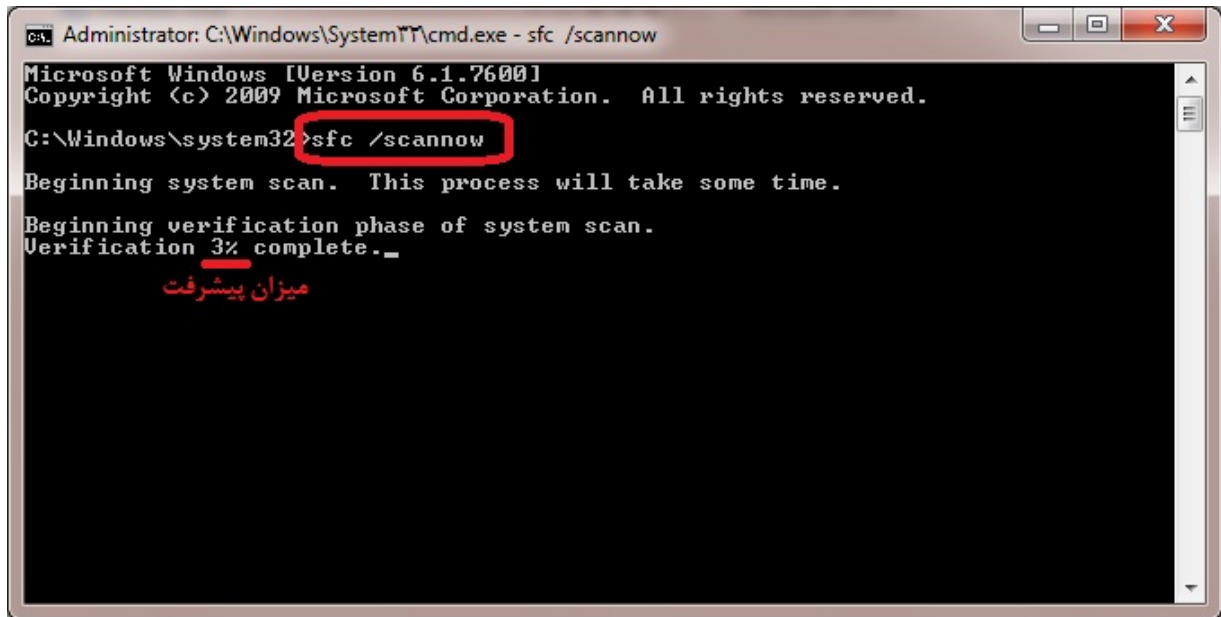 Administrator: C:\Windows\System۳۲\cmd.exe - sfc /scannow
Microsoft Windows [Version 6.1.7600]
Copyright (c) 2009 Microsoft Corporation.  All rights reserved.
C:\Windows\system32>sfc /scannow
Beginning system scan.  This process will take some time.
Beginning verification phase of system scan.
Verification 3% complete._
میزان پیشرفت